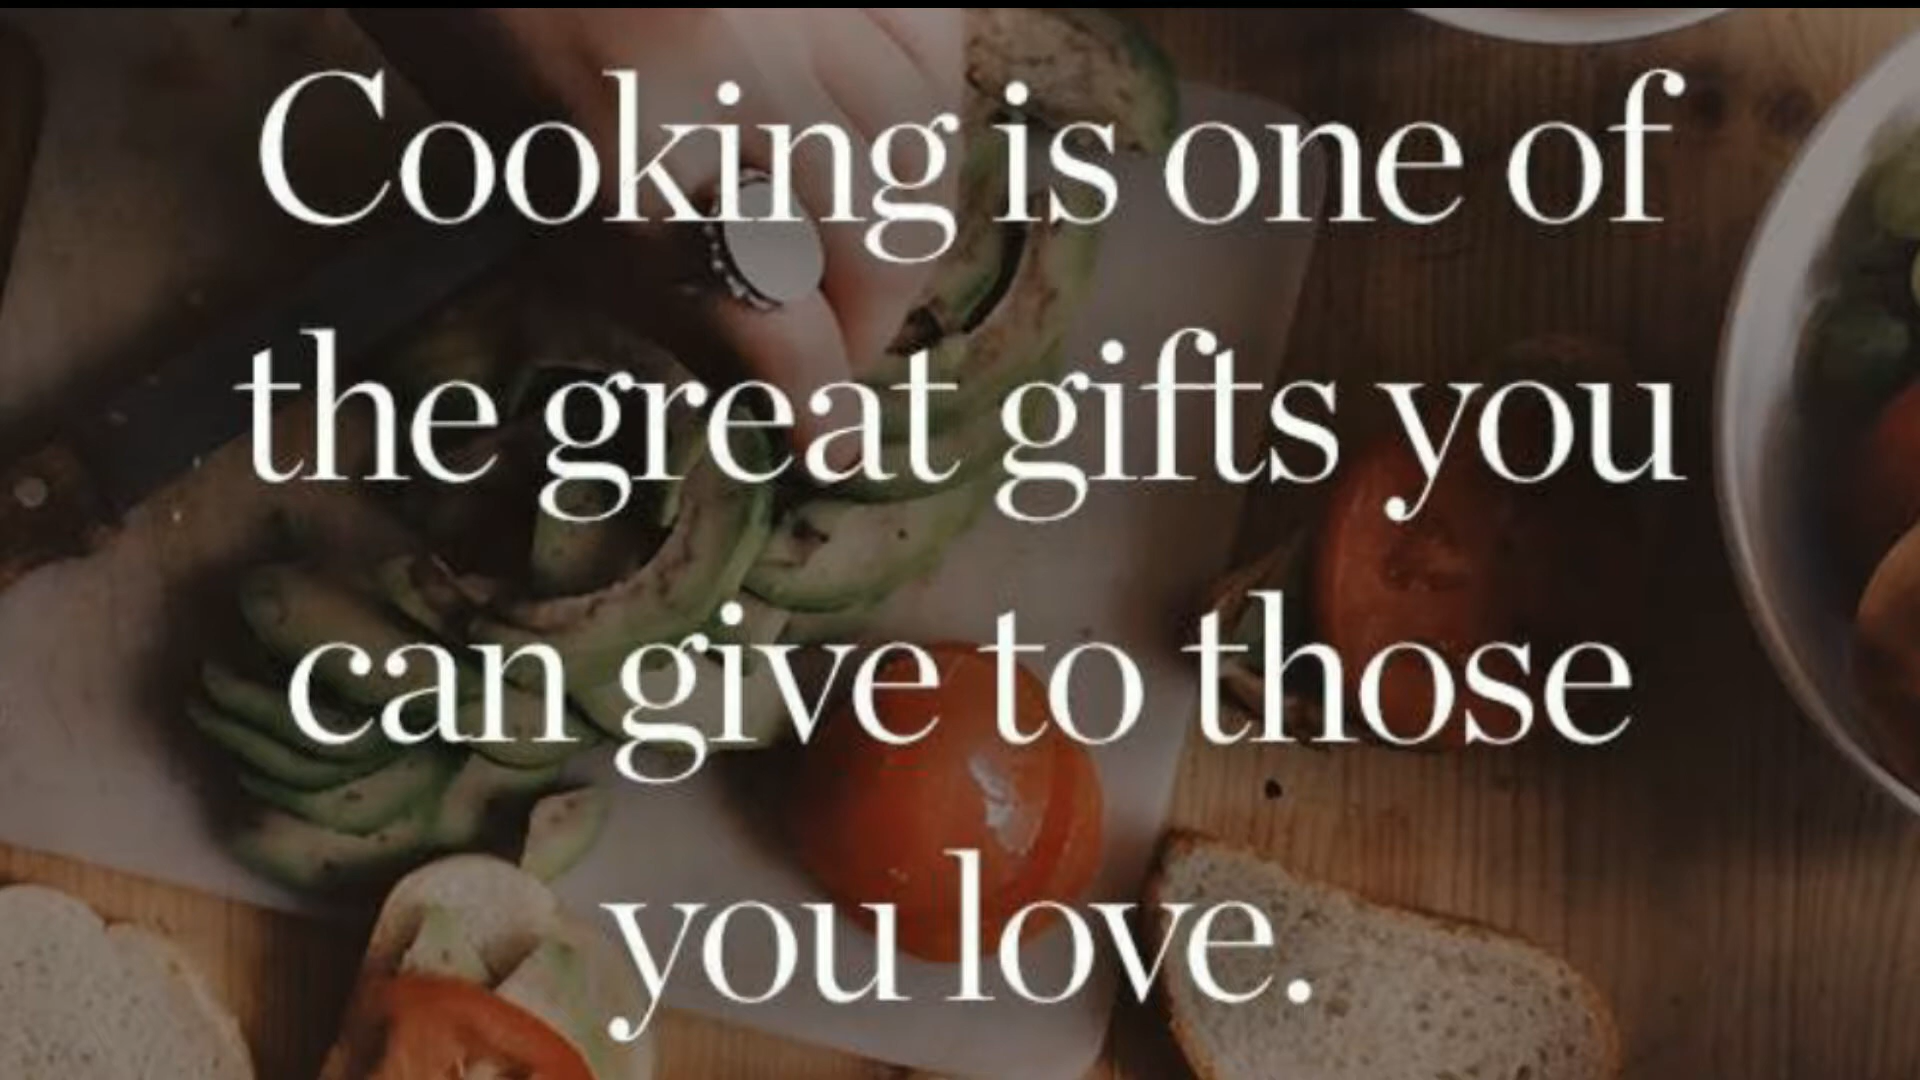 Cooking is one of
the great gifts you
can give to those
you love.